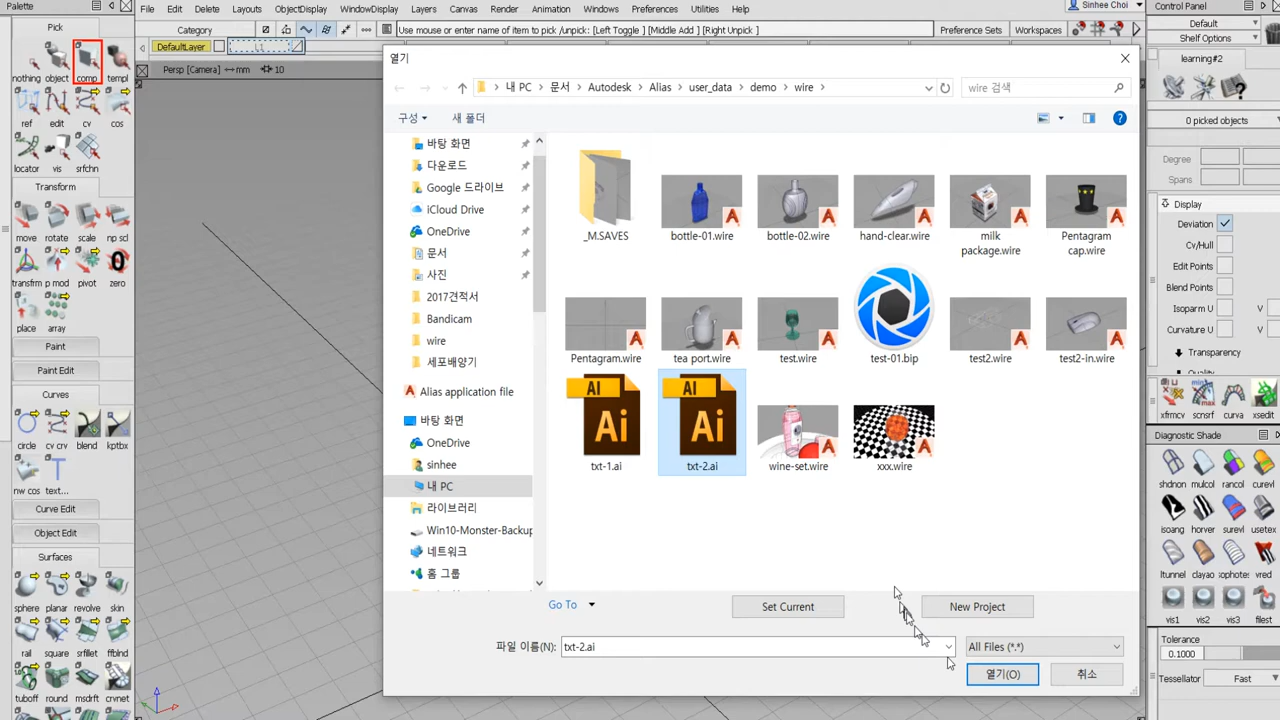 Palette
File Edit Delete Layouts ObjectDisplay WindowDisplay Layers Canvas Render Animation Windows Preferences Utilities Help
Sinhee Choi
Control Panel
Pick
Category
Use mouse or enter name of item to pick /unpick: [Left Toggle ] [Middle Add ] [Right Unpick ]
Preference Sets
Workspaces
Default
Shelf Options
DefaultLayer
L1
Persp [Camera] mm 10
nothing object comp templ
ref edit cv cos
locator vis srfchn
Transform
move rotate scale np scl
transfrm p mod pivot zero
place array
Paint
Paint Edit
Curves
circle cv crv blend kptbx
nw cos text...
Curve Edit
Object Edit
Surfaces
sphere planar revolve skin
rail square srfillet ffblnd
tuboff round msdrft crvnet
열기
내 PC 문서 Autodesk Alias user_data demo wire
wire 검색
구성
새 폴더
바탕 화면
다운로드
Google 드라이브
iCloud Drive
OneDrive
문서
사진
2017견적서
Bandicam
wire
세포배양기
Alias application file
바탕 화면
OneDrive
sinhee
내 PC
라이브러리
Win10-Monster-Backup
네트워크
홈 그룹
_M.SAVES
bottle-01.wire
bottle-02.wire
hand-clear.wire
milk package.wire
Pentagram cap.wire
Pentagram.wire
tea port.wire
test.wire
test-01.bip
test2.wire
test2-in.wire
AI
Ai
txt-1.ai
AI
Ai
txt-2.ai
wine-set.wire
xxx.wire
Go To
Set Current
New Project
파일 이름(N):
txt-2.ai
All Files (*.*)
열기(O)
취소
learning#2
0 picked objects
Degree
Spans
Display
Deviation
Cv/Hull
Edit Points
Blend Points
Isoparm U V
Curvature U V
Transparency
xfrmcv scnsrf curva xsedit
Diagnostic Shade
shdnon mulcol rancol curevl
isoang horver surevl usetex
ltunnel clayao isophotes vred
vis1 vis2 vis3 firest
Tolerance
0.1000
Fast
Tessellator